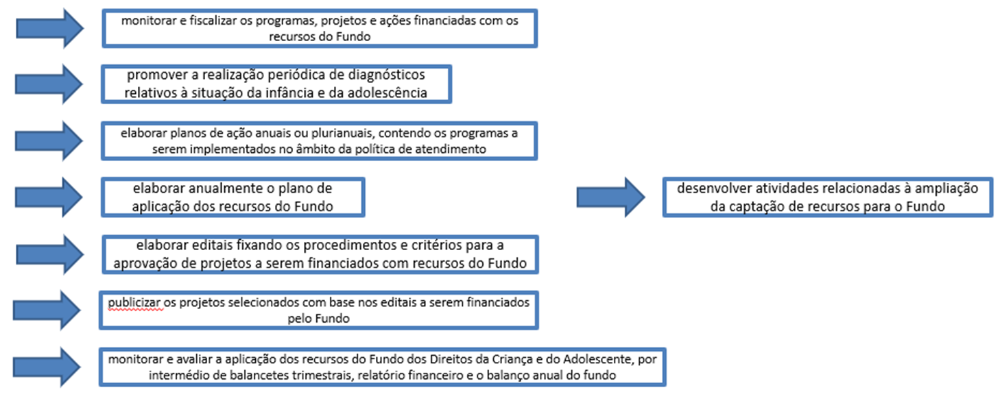 monitorar e fiscalizar os programas, projetos e ações financiadas com os
recursos do Fundo
promover a realização periódica de diagnósticos
relativos à situação da infância e da adolescência
elaborar planos de ação anuais ou plurianuais, contendo os programas a
serem implementados no âmbito da política de atendimento
elaborar anualmente o plano de
aplicação dos recursos do Fundo
desenvolver atividades relacionadas à ampliação
da captação de recursos para o Fundo
elaborar editais fixando os procedimentos e critérios para a
aprovação de projetos a serem financiados com recursos do Fundo
publicizar os projetos selecionados com base nos editais a serem financiados
pelo Fundo
monitorar e avaliar a aplicação dos recursos do Fundo dos Direitos da Criança e do Adolescente, por
intermédio de balancetes trimestrais, relatório financeiro e o balanço anual do fundo